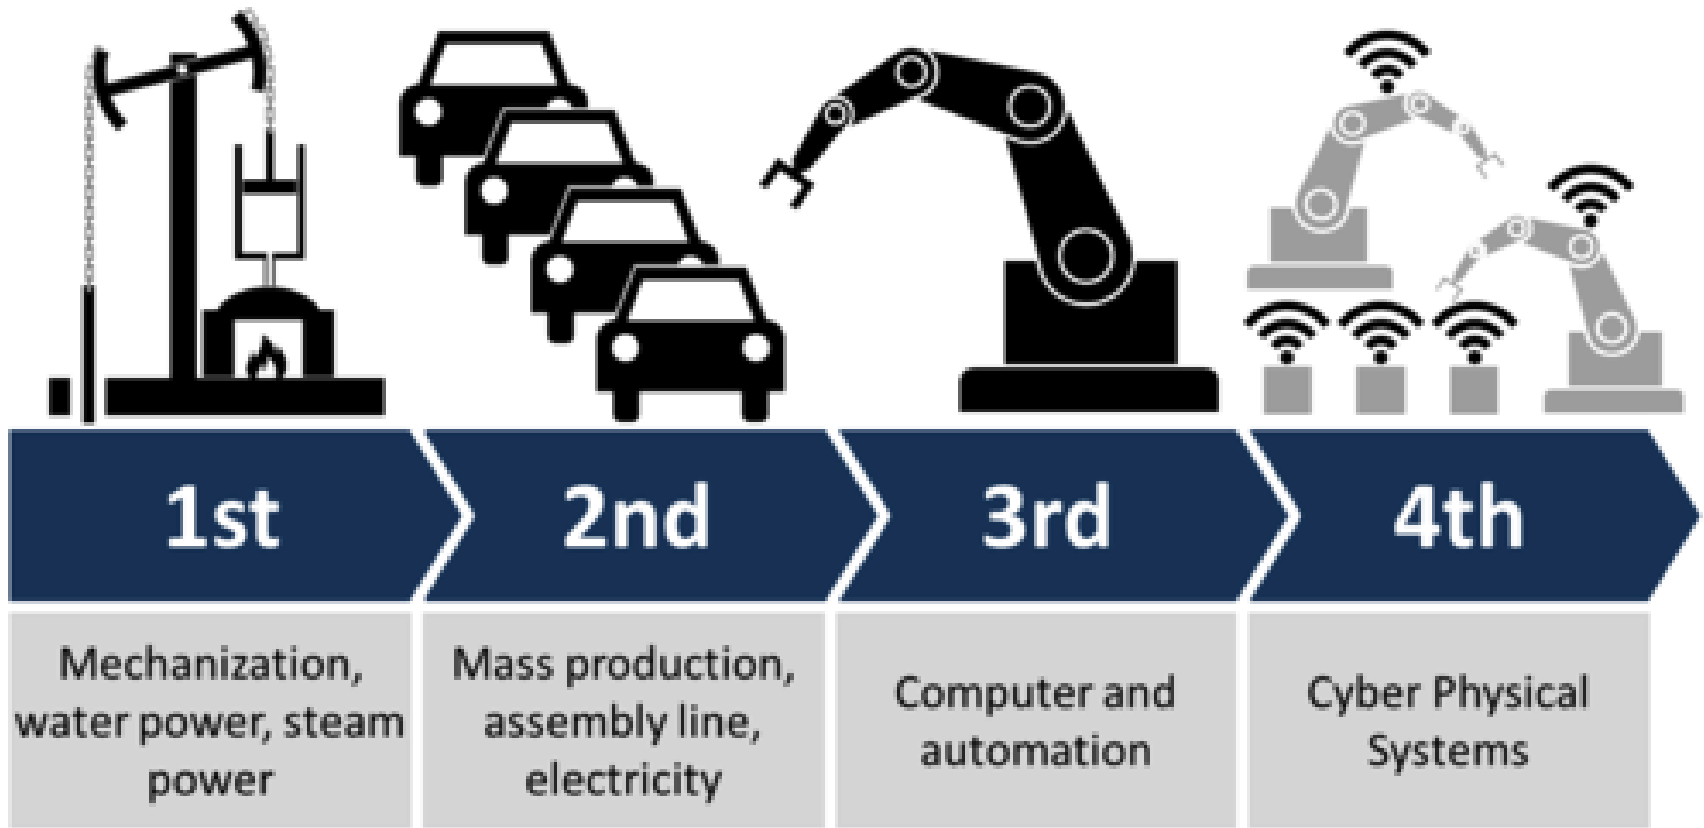 1st
2nd
3rd
4th
Mechanization,
water power, steam
power
Mass production,
assembly line,
electricity
Computer and
automation
Cyber Physical
Systems